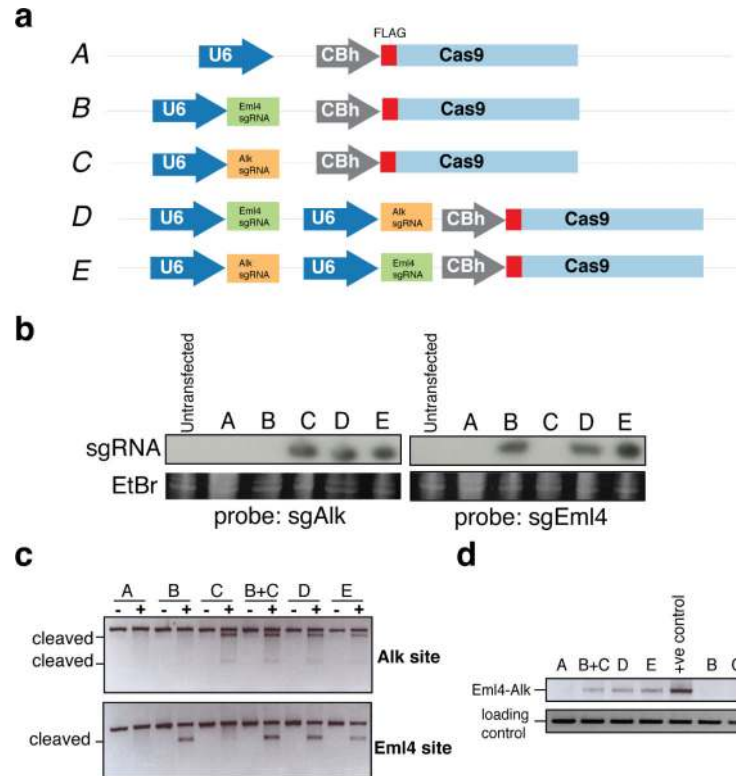 a
FLAG
A U6 CBh Cas9
B U6 Eml4 sgRNA CBh Cas9
C U6 Alk sgRNA CBh Cas9
D U6 Eml4 sgRNA U6 Alk sgRNA CBh Cas9
E U6 Alk sgRNA U6 Eml4 sgRNA CBh Cas9
b
Untransfected A B C D E Untransfected A B C D E
sgRNA
EtBr
probe: sgAlk probe: sgEml4
c
A B C B+C D E
- + - + - + - + - + - +
cleaved
cleaved
Alk site
cleaved
Eml4 site
d
A B+C D E +ve control B C
Eml4-Alk
loading
control